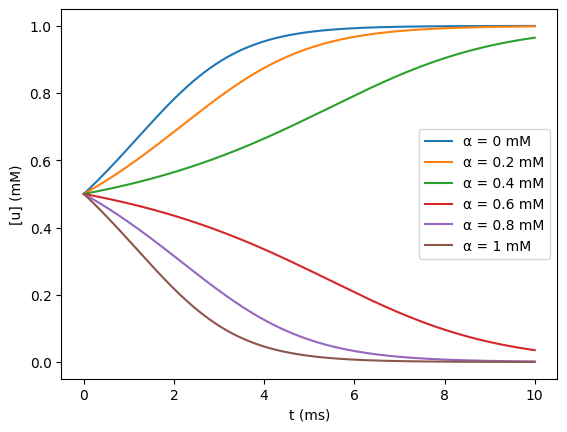 1.0
0.8
0.6
0.4
0.2
0.0
[u] (mM)
α = 0 mM
α = 0.2 mM
α = 0.4 mM
α = 0.6 mM
α = 0.8 mM
α = 1 mM
0 2 4 6 8 10
t (ms)